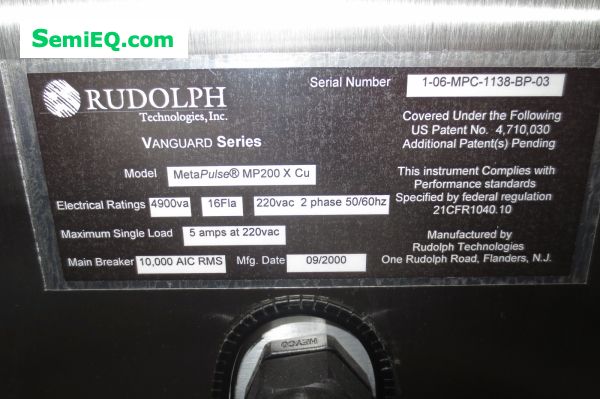 SemiEQ.com
RUDOLPH
Technologies, Inc.
VANGUARD Series
Serial Number 1-06-MPC-1138-BP-03
Covered Under the Following
US Patent No. 4,710,030
Additional Patent(s) Pending
Model MetaPulse® MP200 X Cu
This instrument Complies with
Performance standards
Specified by federal regulation
21CFR1040.10
Electrical Ratings 4900va 16Fla 220vac 2 phase 50/60hz
Maximum Single Load 5 amps at 220vac
Main Breaker 10,000 AIC RMS Mfg. Date 09/2000
Manufactured by
Rudolph Technologies
One Rudolph Road, Flanders, N.J.